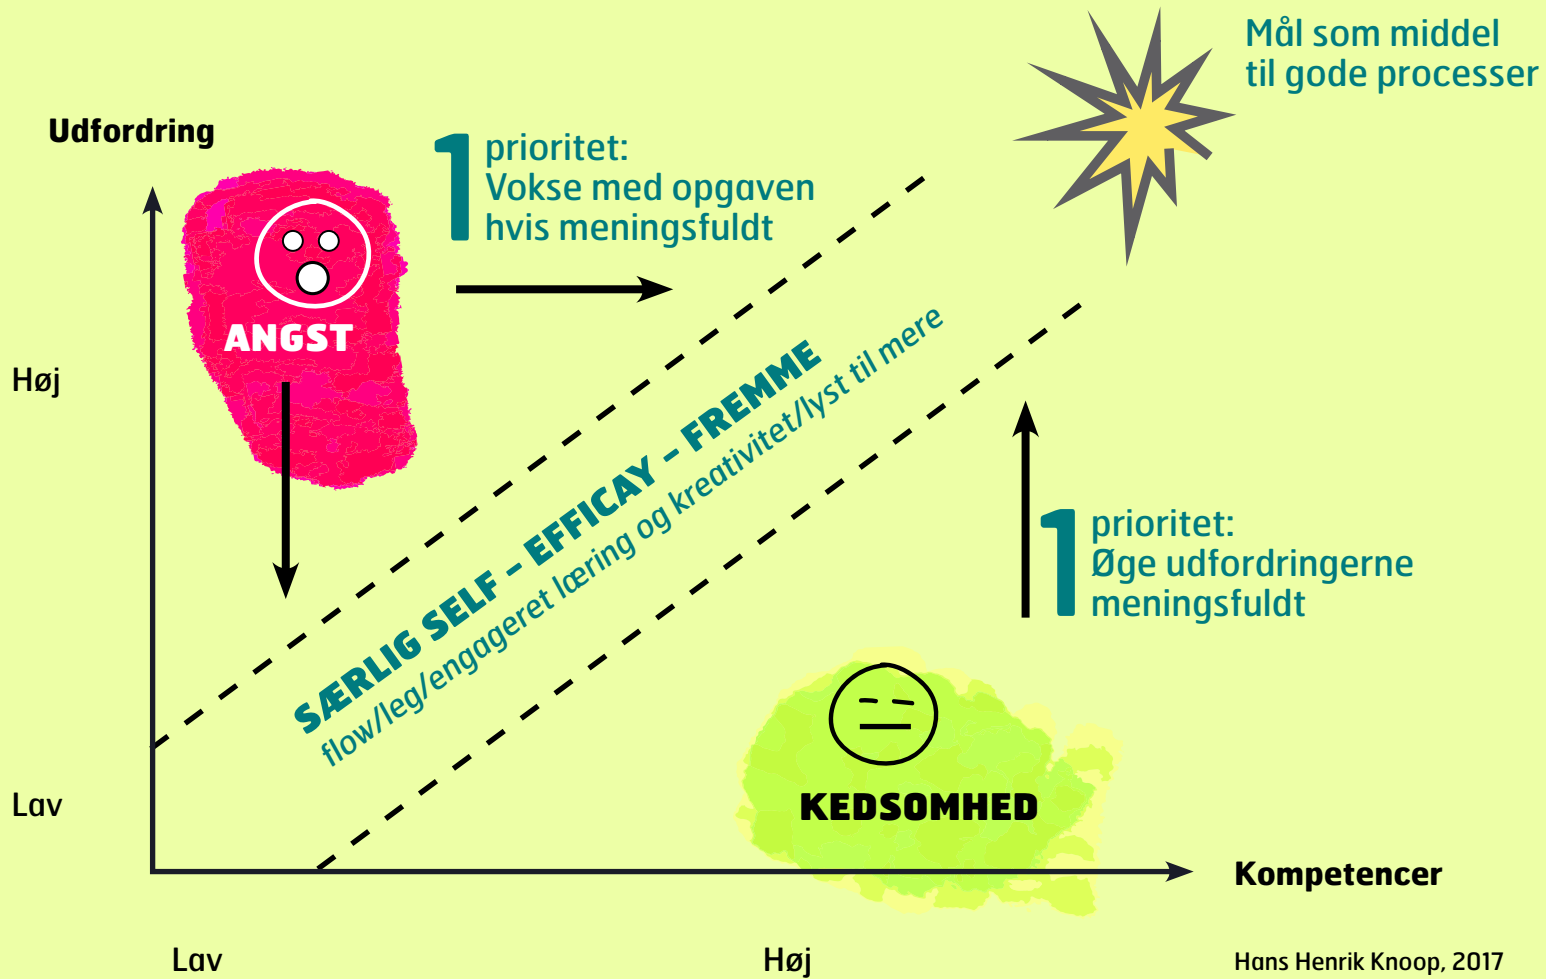 Mål som middel
til gode processer
Udfordring
1 prioritet:
Vokse med opgaven
hvis meningsfuldt
ANGST
Høj
SÆRLIG SELF - EFFICAY - FREMME
flow/leg/engageret læring og kreativitet/lyst til mere
1 prioritet:
Øge udfordringerne
meningsfuldt
KEDSOMHED
Lav
Kompetencer
Lav
Høj
Hans Henrik Knoop, 2017